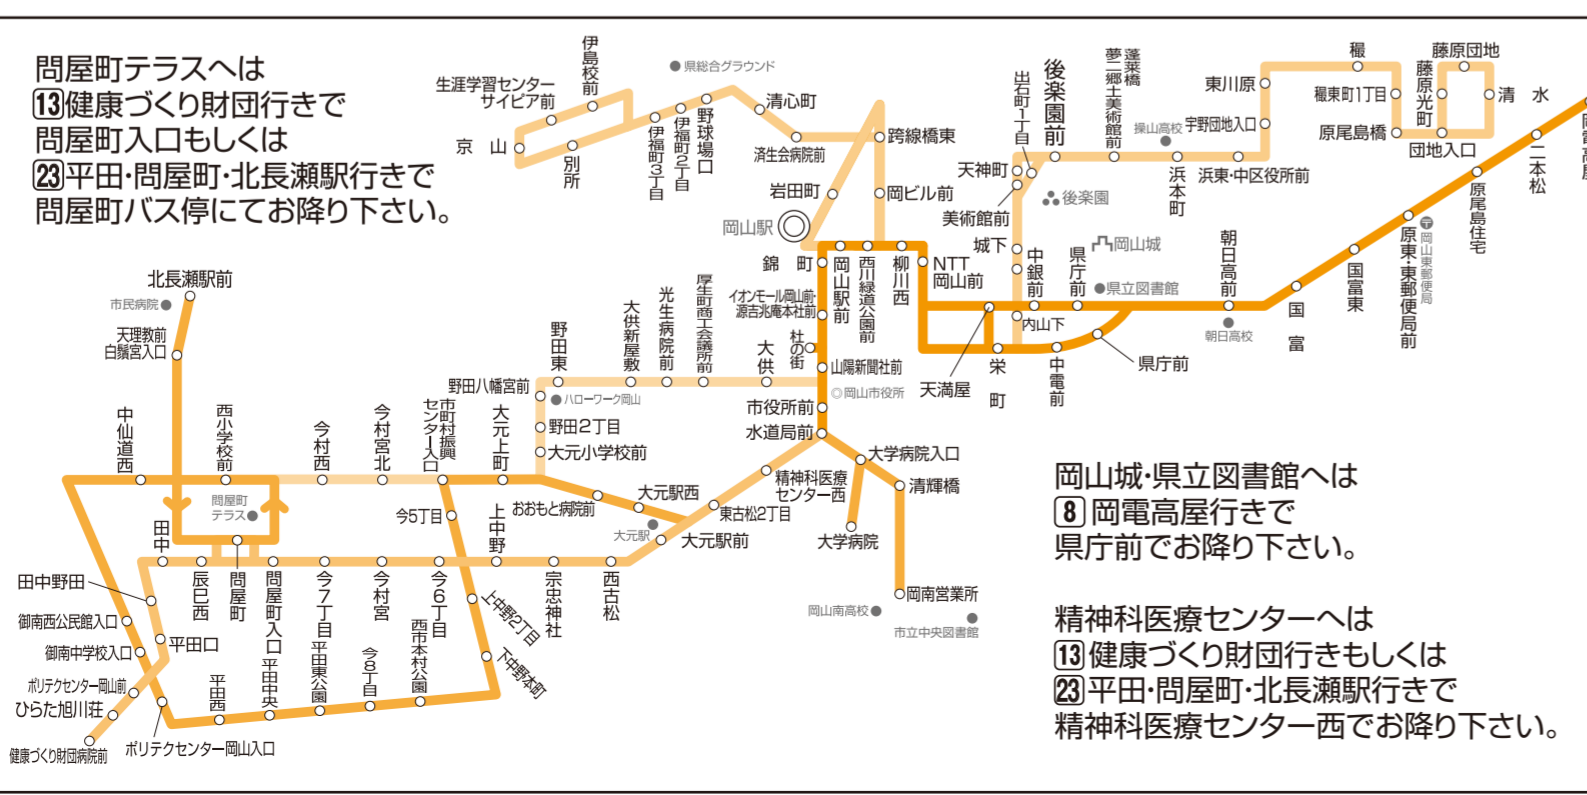 問屋町テラスへは
13健康づくり財団行きで
問屋町入口もしくは
23平田・問屋町・北長瀬駅行きで
問屋町バス停にてお降り下さい。
伊島校前
生涯学習センター
サイピア前
京山
別所
伊福町3丁目
伊福町2丁目
野球場口
県総合グラウンド
清心町
済生会病院前
跨線橋東
岩田町
岡ビル前
岡山駅
錦町
岡山駅前
西川緑道公園前
柳川西
NTT
岡山前
イオンモール岡山前・
源吉兆庵本社前
杜の街
山陽新聞社前
岡山市役所
市役所前
水道局前
後楽園前
出石町1丁目
天神町
美術館前
後楽園
城下
蓬莱橋
夢二郷土美術館前
操山高校
浜本町
浜東・中区役所前
宇野団地入口
東川原
穝
穝東町1丁目
原尾島橋
藤原光町
藤原団地
清水
団地入口
二本松
原尾島住宅
岡山東郵便局
原東・東郵便局前
国富東
国富
朝日高前
朝日高校
岡山城
県立図書館
県庁前
中銀前
内山下
天満屋
栄町
中電前
県庁前
北長瀬駅前
市民病院
天理教前
白鬚宮入口
中仙道西
西小学校前
今村西
今村宮北
市町村振興
センター入口
大元上町
野田八幡宮前
野田東
ハローワーク岡山
野田2丁目
大元小学校前
大供新屋敷
光生病院前
厚生町商工会議所前
大供
問屋町
テラス
今5丁目
おおもと病院前
大元駅西
大元駅
大元駅前
東古松2丁目
精神科医療
センター西
大学病院入口
清輝橋
大学病院
岡南営業所
岡山南高校
市立中央図書館
田中
辰巳西
問屋町
問屋町入口
今7丁目
今村宮
今6丁目
上中野
宗忠神社
西古松
上中野2丁目
下中野本町
田中野田
御南西公民館入口
平田口
御南中学校入口
ポリテクセンター岡山前
ひらた旭川荘
健康づくり財団病院前
ポリテクセンター岡山入口
平田西
平田中央
平田東公園
今8丁目
西市本村公園
岡山城・県立図書館へは
8岡電高屋行きで
県庁前でお降り下さい。
精神科医療センターへは
13健康づくり財団行きもしくは
23平田・問屋町・北長瀬駅行きで
精神科医療センター西でお降り下さい。